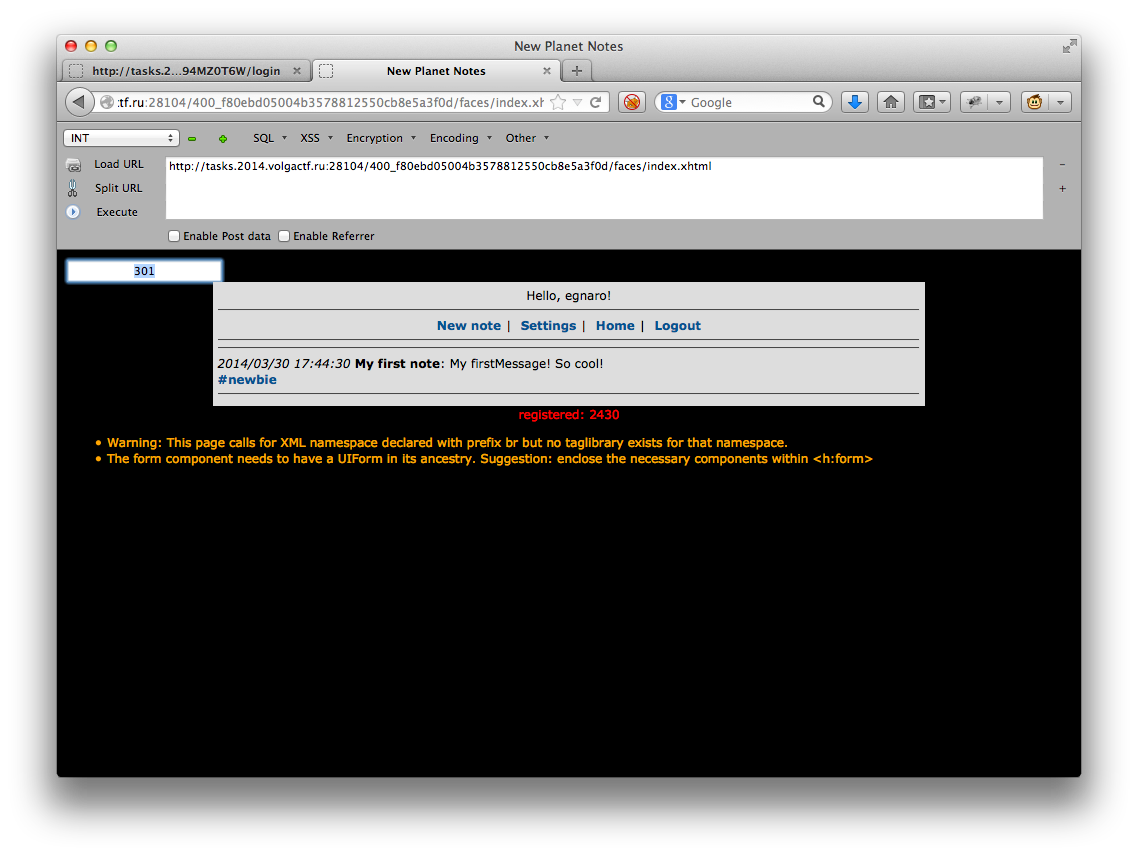 New Planet Notes
http://tasks.2...94MZ0T6W/login
New Planet Notes
:tf.ru:28104/400_f80ebd05004b3578812550cb8e5a3f0d/faces/index.xh
Google
INT SQL XSS Encryption Encoding Other
Load URL
Split URL
Execute
http://tasks.2014.volgactf.ru:28104/400_f80ebd05004b3578812550cb8e5a3f0d/faces/index.xhtml
Enable Post data Enable Referrer
301
Hello, egnaro!
New note | Settings | Home | Logout
2014/03/30 17:44:30 My first note: My firstMessage! So cool!
#newbie
registered: 2430
• Warning: This page calls for XML namespace declared with prefix br but no taglibrary exists for that namespace.
• The form component needs to have a UIForm in its ancestry. Suggestion: enclose the necessary components within <h:form>